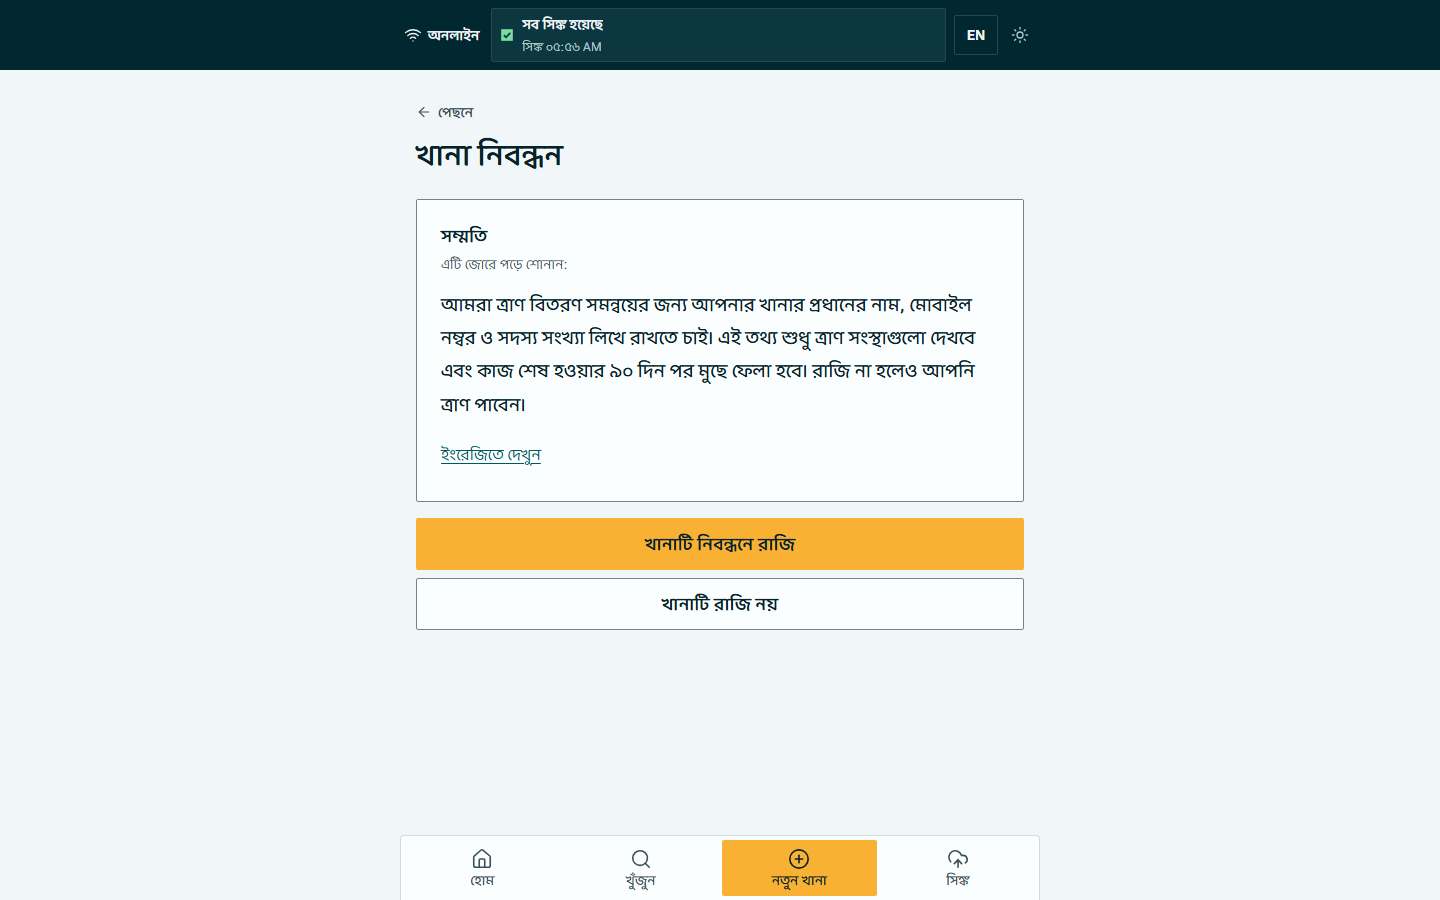 অনলাইন
সব সিঙ্ক হয়েছে
সিঙ্ক ০৫:৫৬ AM
EN
পেছনে
খানা নিবন্ধন
সম্মতি
এটি জোরে পড়ে শোনান:
আমরা ত্রাণ বিতরণ সমন্বয়ের জন্য আপনার খানার প্রধানের নাম, মোবাইল
নম্বর ও সদস্য সংখ্যা লিখে রাখতে চাই। এই তথ্য শুধু ত্রাণ সংস্থাগুলো দেখবে
এবং কাজ শেষ হওয়ার ৯০ দিন পর মুছে ফেলা হবে। রাজি না হলেও আপনি
ত্রাণ পাবেন।
ইংরেজিতে দেখুন
খানাটি নিবন্ধনে রাজি
খানাটি রাজি নয়
হোম
খুঁজুন
নতুন খানা
সিঙ্ক